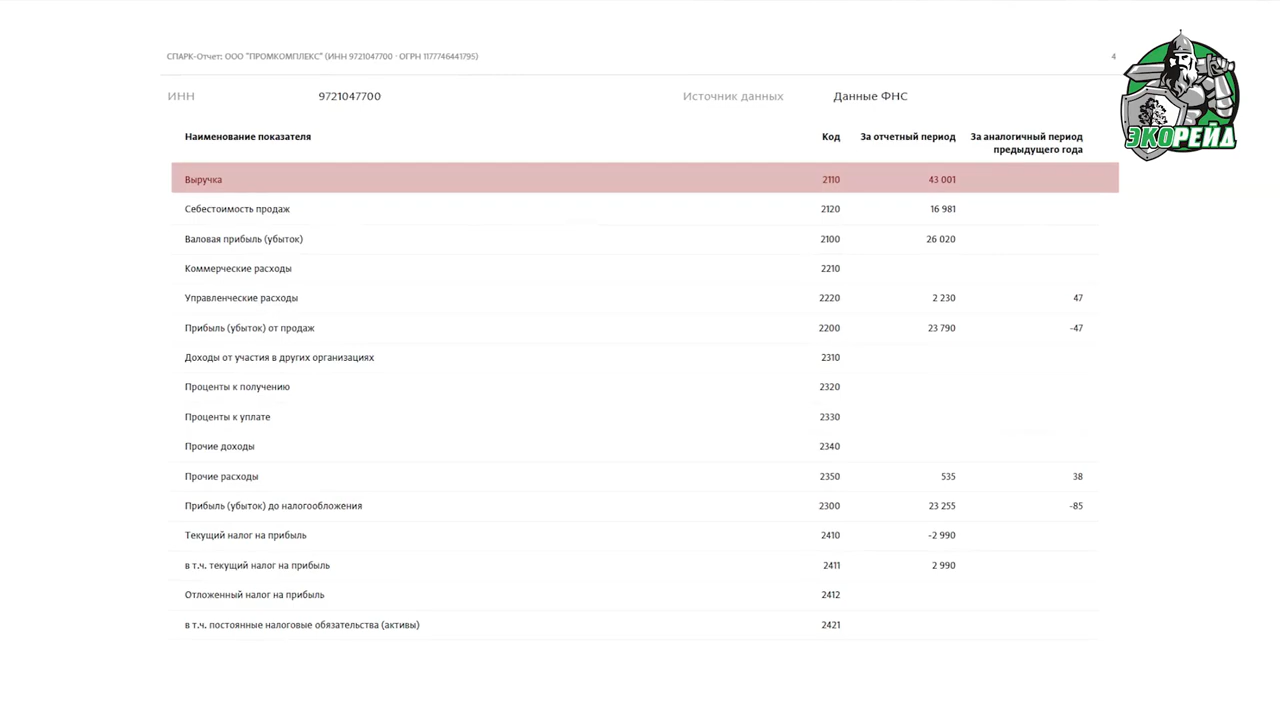 СПАРК-Отчет: ООО "ПРОМКОМПЛЕКС" (ИНН 9721047700 · ОГРН 1177746441795) 4
ИНН 9721047700 Источник данных Данные ФНС
Наименование показателя Код За отчетный период За аналогичный период
предыдущего года
Выручка 2110 43 001
Себестоимость продаж 2120 16 981
Валовая прибыль (убыток) 2100 26 020
Коммерческие расходы 2210
Управленческие расходы 2220 2 230 47
Прибыль (убыток) от продаж 2200 23 790 -47
Доходы от участия в других организациях 2310
Проценты к получению 2320
Проценты к уплате 2330
Прочие доходы 2340
Прочие расходы 2350 535 38
Прибыль (убыток) до налогообложения 2300 23 255 -85
Текущий налог на прибыль 2410 -2 990
в т.ч. текущий налог на прибыль 2411 2 990
Отложенный налог на прибыль 2412
в т.ч. постоянные налоговые обязательства (активы) 2421
ЭКОРЕЙД